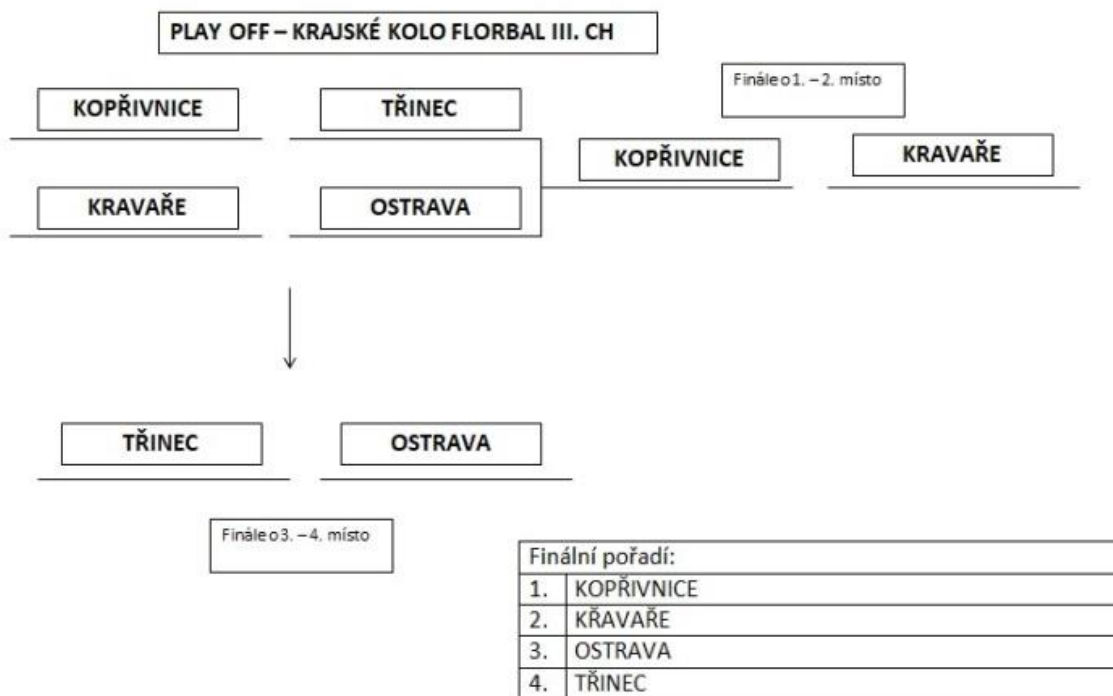 PLAY OFF – KRAJSKÉ KOLO FLORBAL III. CH
Finále o 1. – 2. místo
KOPŘIVNICE
TŘINEC
KOPŘIVNICE
KRAVAŘE
KRAVAŘE
OSTRAVA
TŘINEC
OSTRAVA
Finále o 3. – 4. místo
Finální pořadí:
1. KOPŘIVNICE
2. KŘAVAŘE
3. OSTRAVA
4. TŘINEC